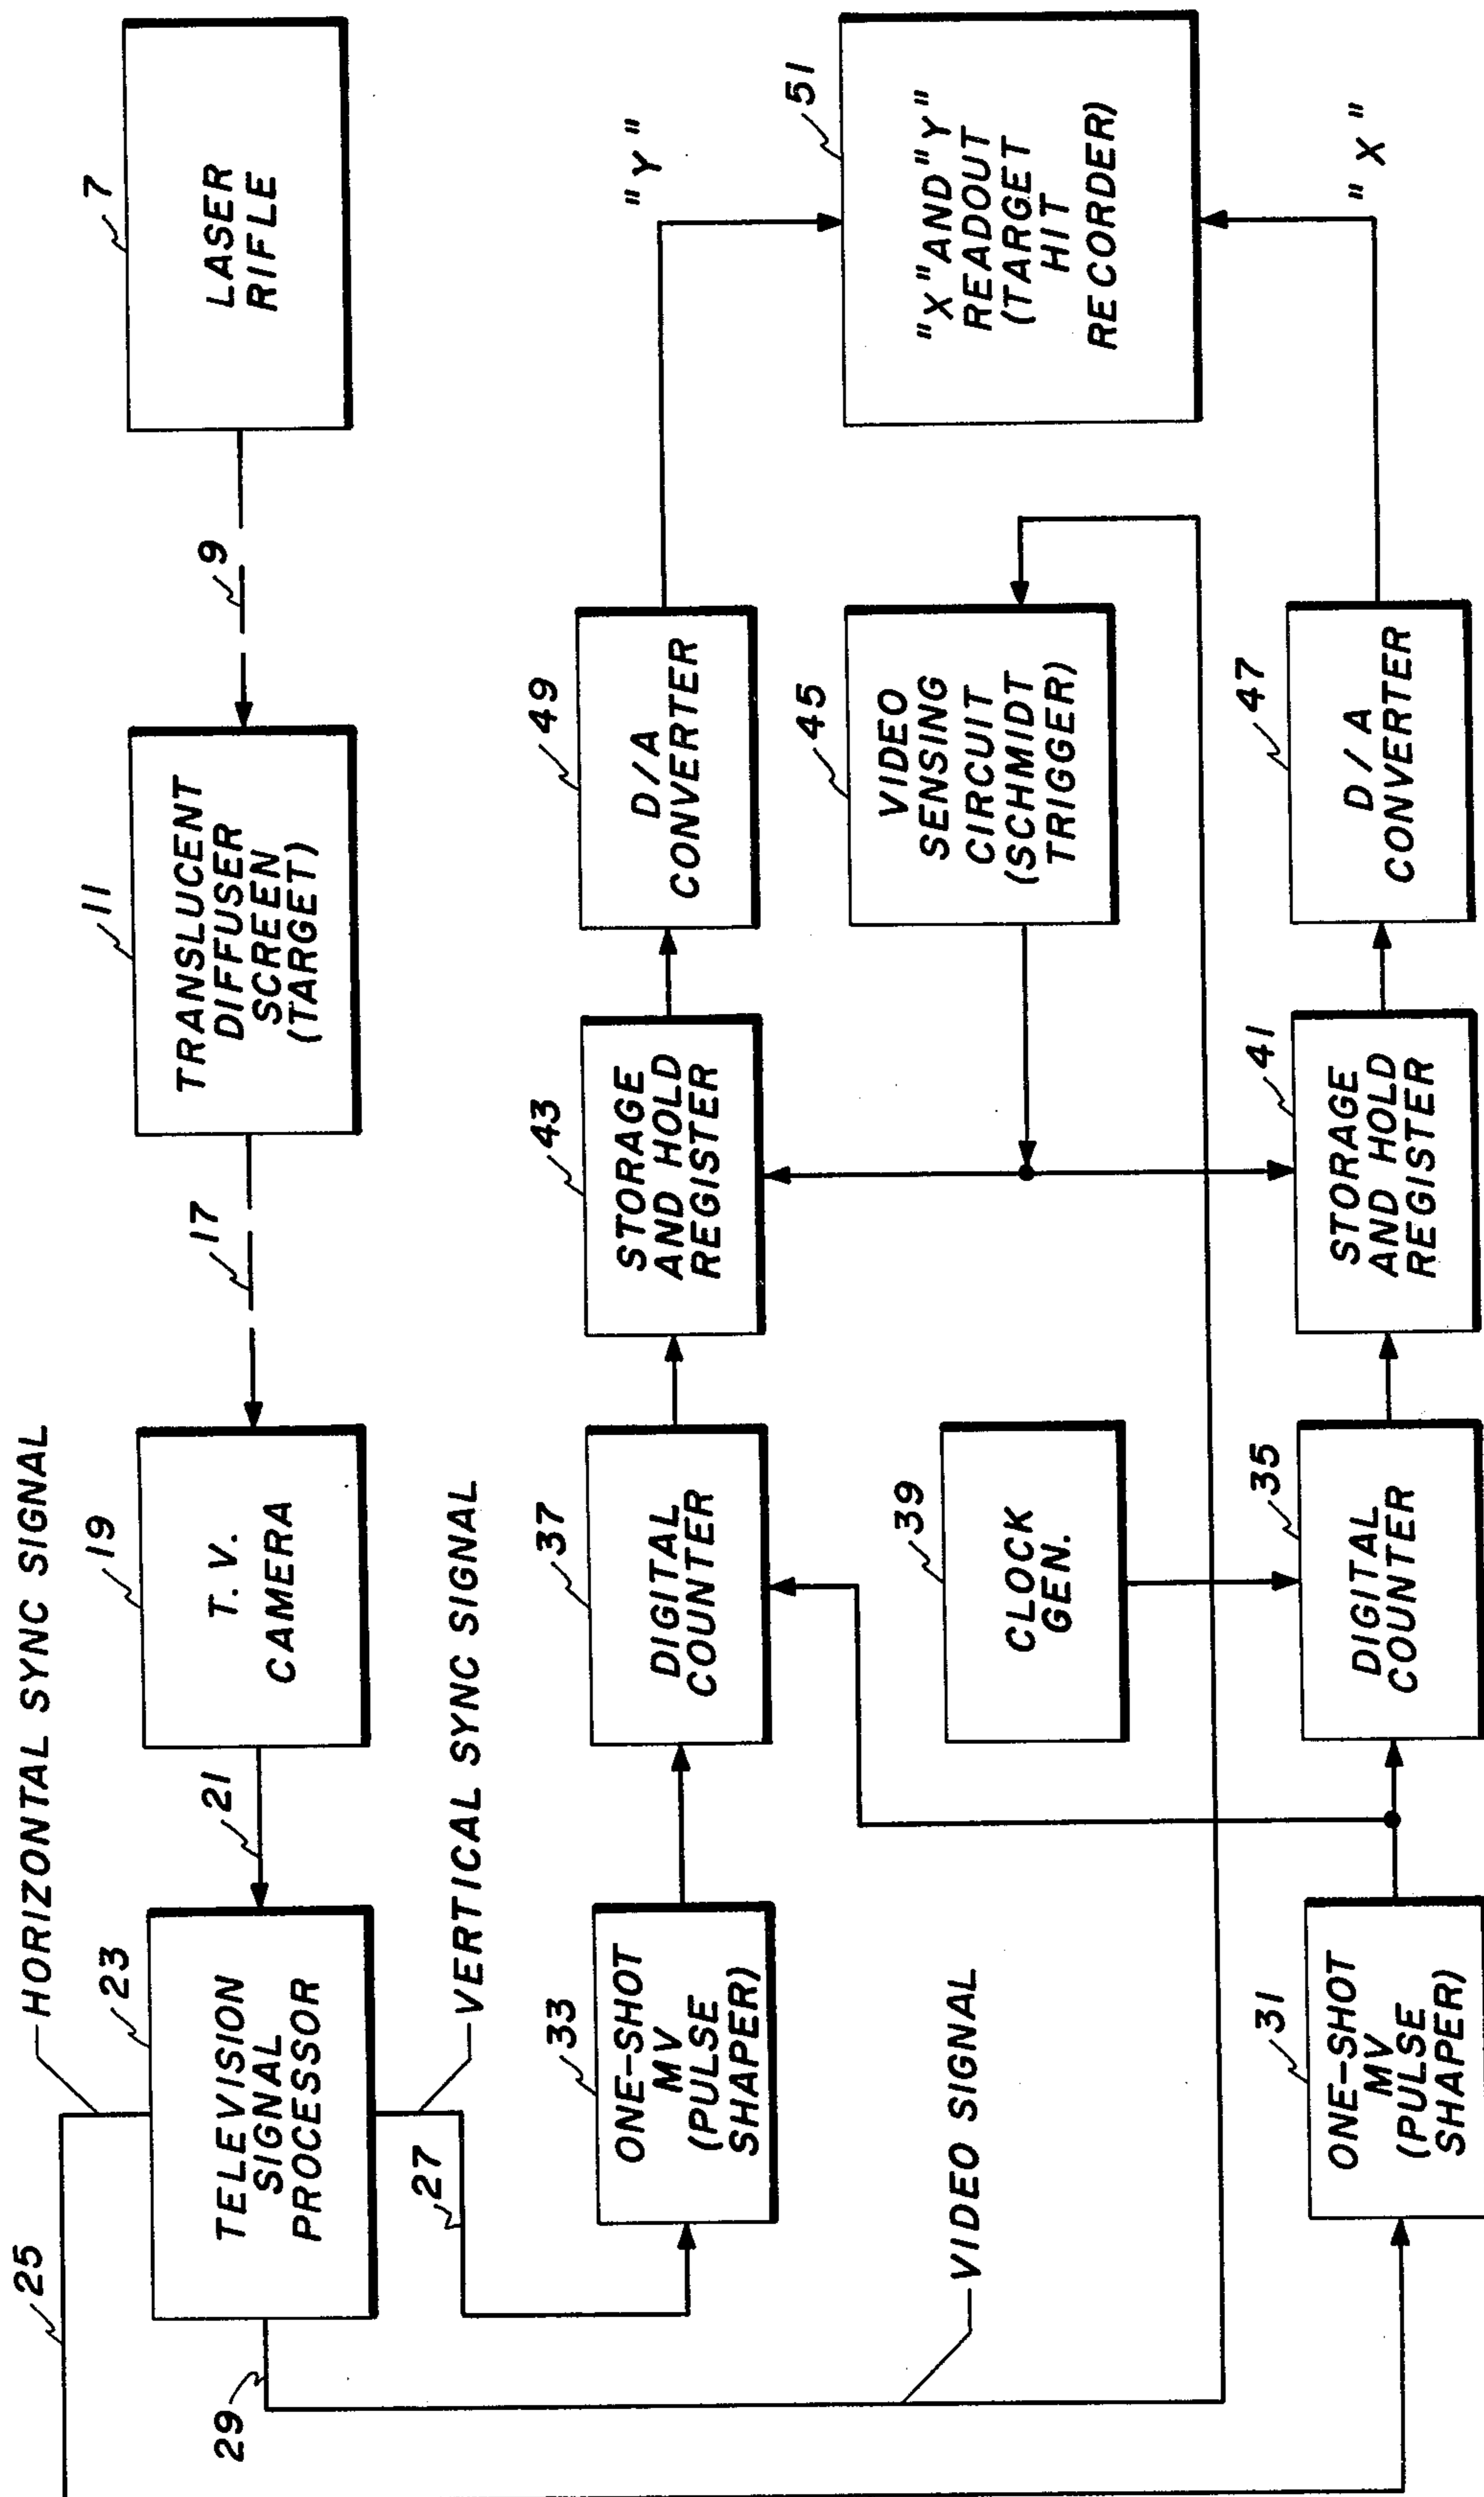 HORIZONTAL SYNC SIGNAL
25
23
TELEVISION
SIGNAL
PROCESSOR
21
19
T.V.
CAMERA
17
11
TRANSLUCENT
DIFFUSER
SCREEN
(TARGET)
9
7
LASER
RIFLE
29
27
VERTICAL SYNC SIGNAL
33
ONE-SHOT
MV
(PULSE
SHAPER)
37
DIGITAL
COUNTER
43
STORAGE
AND HOLD
REGISTER
49
D/A
CONVERTER
"Y"
VIDEO SIGNAL
39
CLOCK
GEN.
45
VIDEO
SENSING
CIRCUIT
(SCHMIDT
TRIGGER)
51
"X" AND "Y"
READOUT
(TARGET
HIT
RECORDER)
31
ONE-SHOT
MV
(PULSE
SHAPER)
35
DIGITAL
COUNTER
41
STORAGE
AND HOLD
REGISTER
47
D/A
CONVERTER
"X"